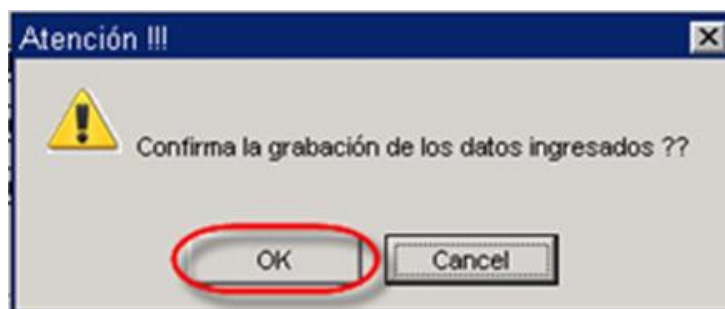 Atención !!!
Confirma la grabación de los datos ingresados ??
OK Cancel